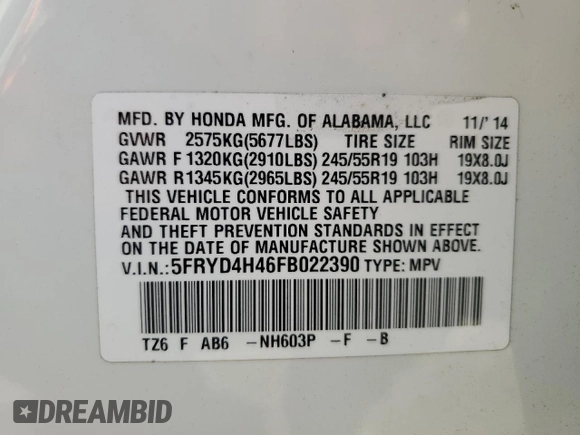 MFD. BY HONDA MFG. OF ALABAMA, LLC 11/'14
GVWR 2575KG(5677LBS) TIRE SIZE RIM SIZE
GAWR F 1320KG(2910LBS) 245/55R19 103H 19X8.0J
GAWR R 1345KG(2965LBS) 245/55R19 103H 19X8.0J
THIS VEHICLE CONFORMS TO ALL APPLICABLE
FEDERAL MOTOR VEHICLE SAFETY
AND THEFT PREVENTION STANDARDS IN EFFECT
ON THE DATE OF MANUFACTURE SHOWN ABOVE.
V.I.N.:5FRYD4H46FB022390 TYPE: MPV
TZ6 F AB6 -NH603P -F -B
DREAMBID